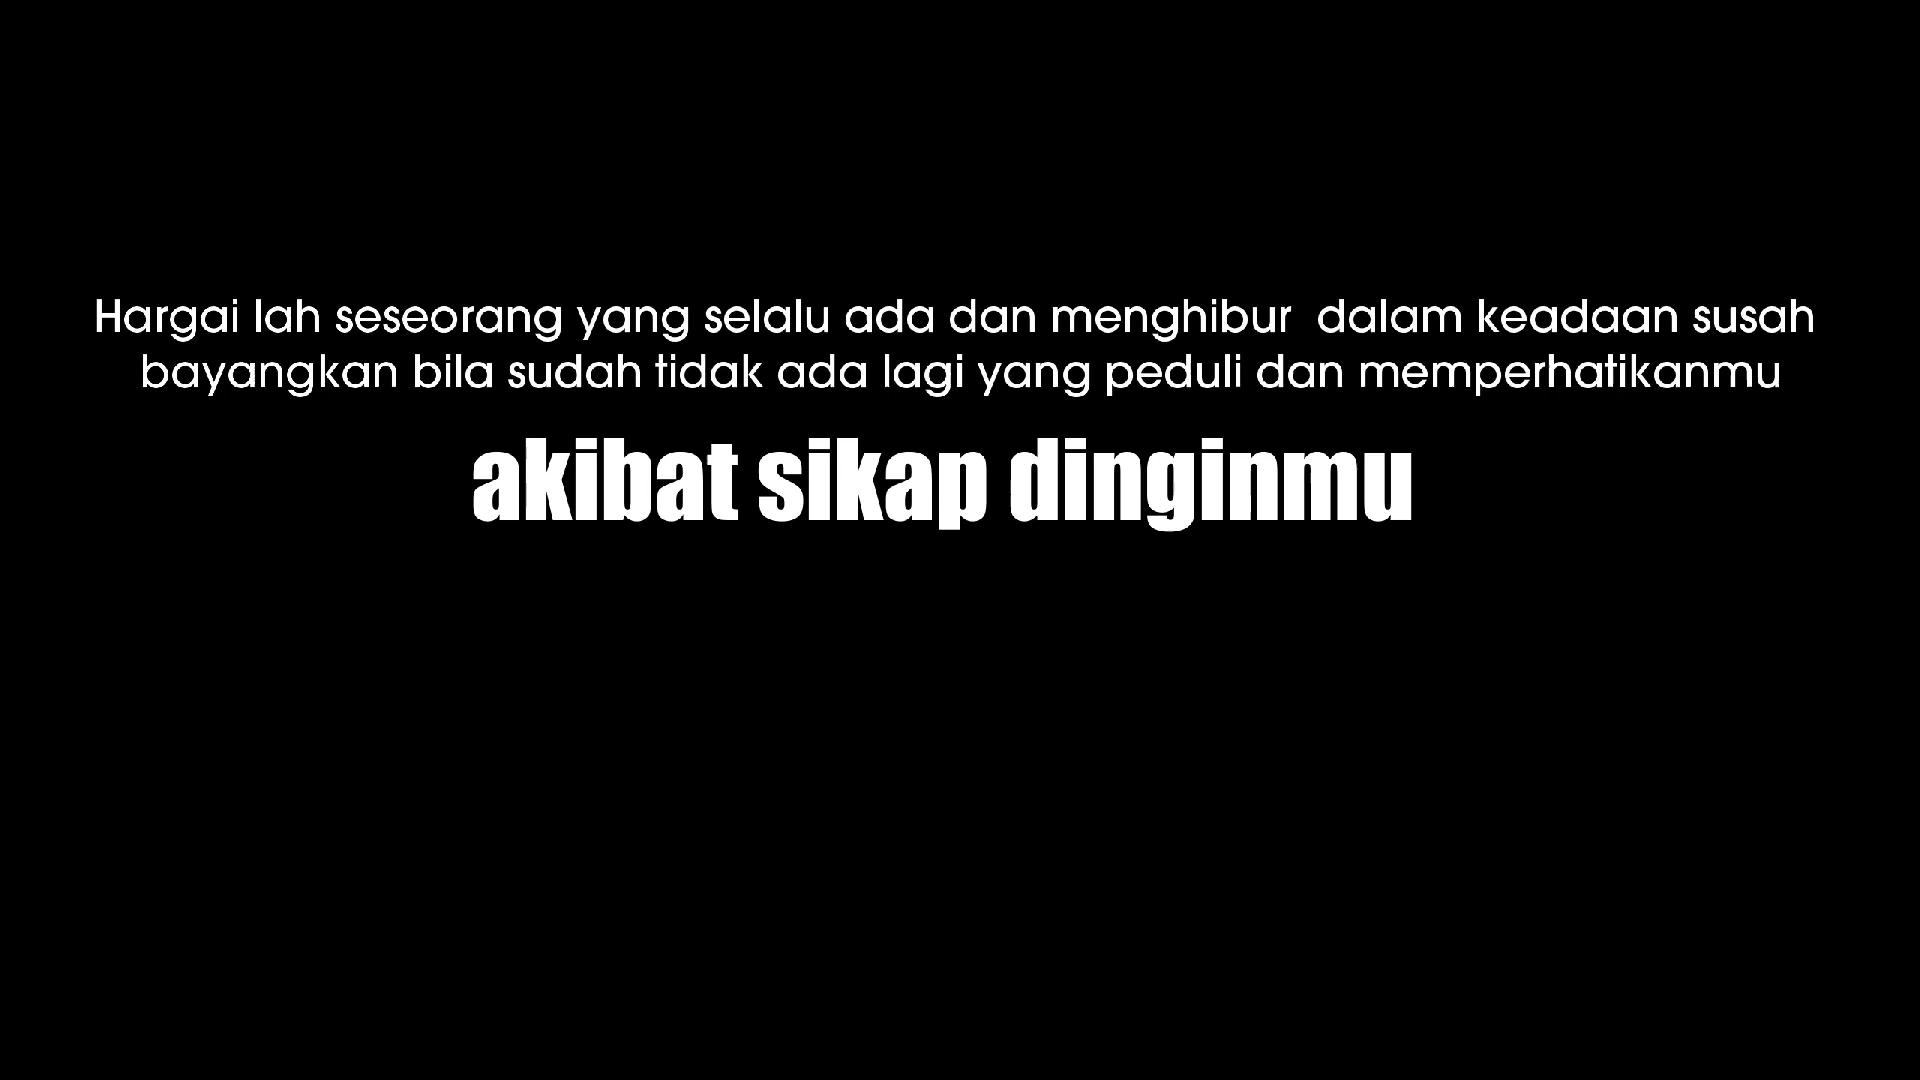 Hargai lah seseorang yang selalu ada dan menghibur  dalam keadaan susah
bayangkan bila sudah tidak ada lagi yang peduli dan memperhatikanmu
akibat sikap dinginmu